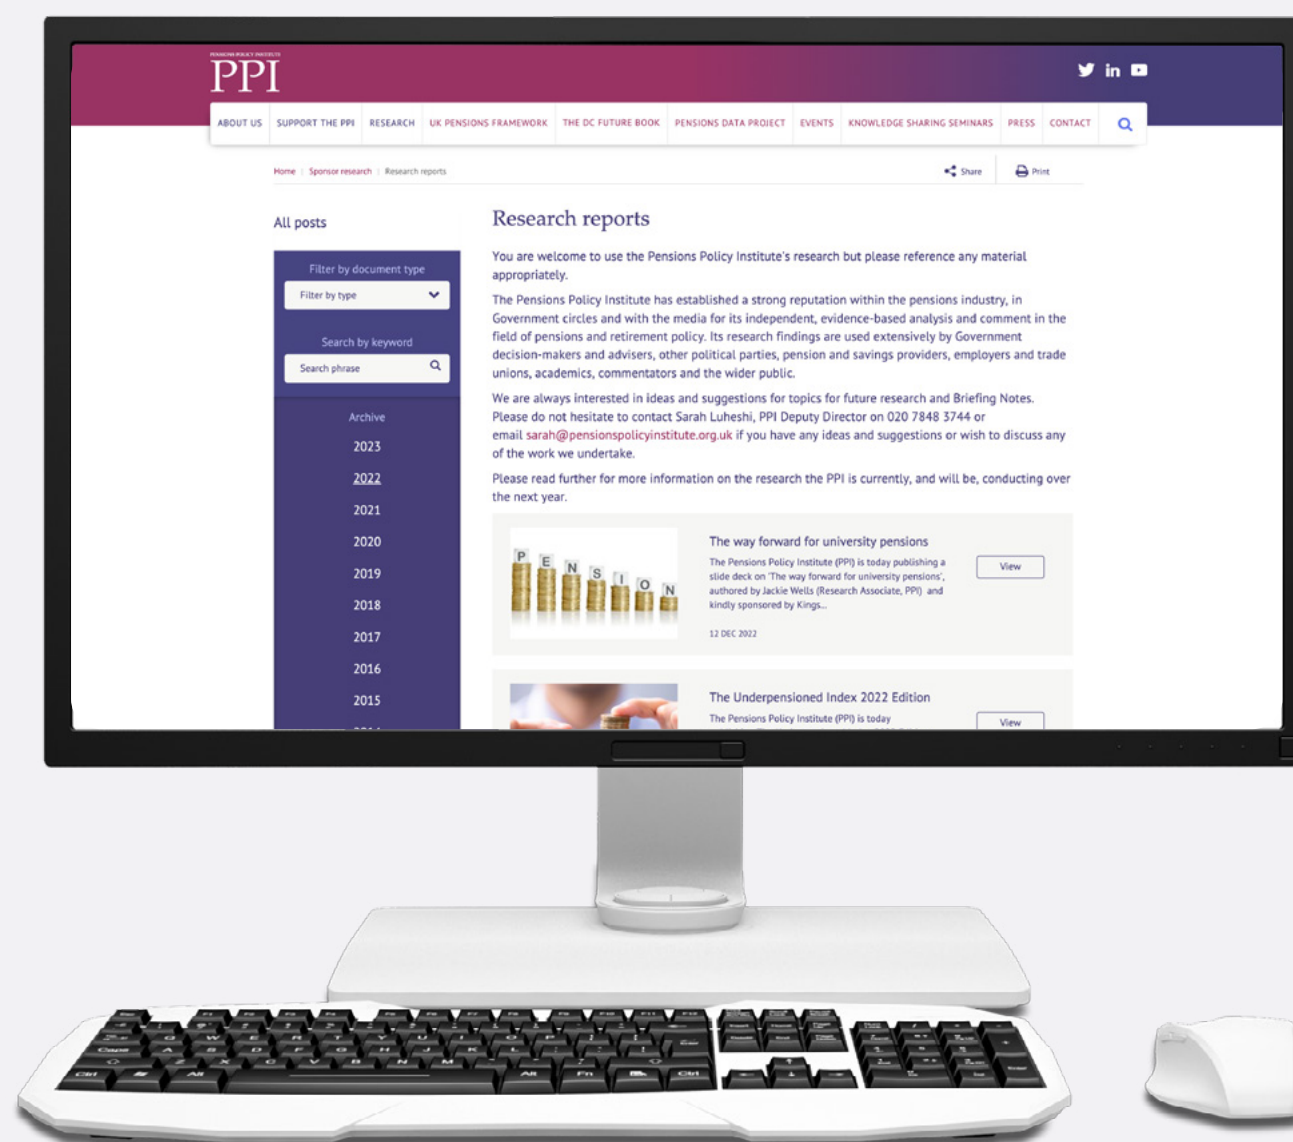 PENSIONS POLICY INSTITUTE
PPI
in
ABOUT US SUPPORT THE PPI RESEARCH UK PENSIONS FRAMEWORK THE DC FUTURE BOOK PENSIONS DATA PROJECT EVENTS KNOWLEDGE SHARING SEMINARS PRESS CONTACT
Home | Sponsor research | Research reports
Share Print
All posts
Filter by document type
Filter by type
Search by keyword
Search phrase
Archive
2023
2022
2021
2020
2019
2018
2017
2016
2015
Research reports
You are welcome to use the Pensions Policy Institute's research but please reference any material
appropriately.
The Pensions Policy Institute has established a strong reputation within the pensions industry, in
Government circles and with the media for its independent, evidence-based analysis and comment in the
field of pensions and retirement policy. Its research findings are used extensively by Government
decision-makers and advisers, other political parties, pension and savings providers, employers and trade
unions, academics, commentators and the wider public.
We are always interested in ideas and suggestions for topics for future research and Briefing Notes.
Please do not hesitate to contact Sarah Luheshi, PPI Deputy Director on 020 7848 3744 or
email sarah@pensionspolicyinstitute.org.uk if you have any ideas and suggestions or wish to discuss any
of the work we undertake.
Please read further for more information on the research the PPI is currently, and will be, conducting over
the next year.
PENSION
The way forward for university pensions
The Pensions Policy Institute (PPI) is today publishing a
slide deck on 'The way forward for university pensions',
authored by Jackie Wells (Research Associate, PPI) and
kindly sponsored by Kings...
12 DEC 2022
View
The Underpensioned Index 2022 Edition
The Pensions Policy Institute (PPI) is today
View